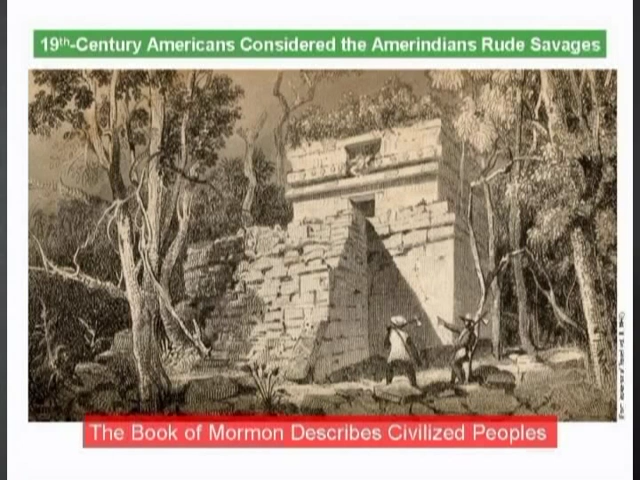 19th-Century Americans Considered the Amerindians Rude Savages
The Book of Mormon Describes Civilized Peoples